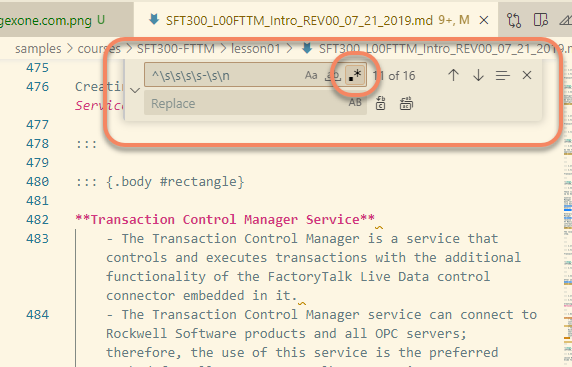 gexone.com.png U SFT300_L00FTTM_Intro_REV00_07_21_2019.md 9+, M
samples > courses > SFT300-FTTM > lesson01 > SFT300_L00FTTM_Intro_REV00_07_21_2019.m
475
^\s\s\s\s-\s\n Aa ab .* 11 of 16
476 Creatin
Servic
Replace AB
477
478 :::
479
480 ::: {.body #rectangle}
481
482 **Transaction Control Manager Service**
483 - The Transaction Control Manager is a service that
controls and executes transactions with the additional
functionality of the FactoryTalk Live Data control
connector embedded in it.
484 - The Transaction Control Manager service can connect to
Rockwell Software products and all OPC servers;
therefore, the use of this service is the preferred